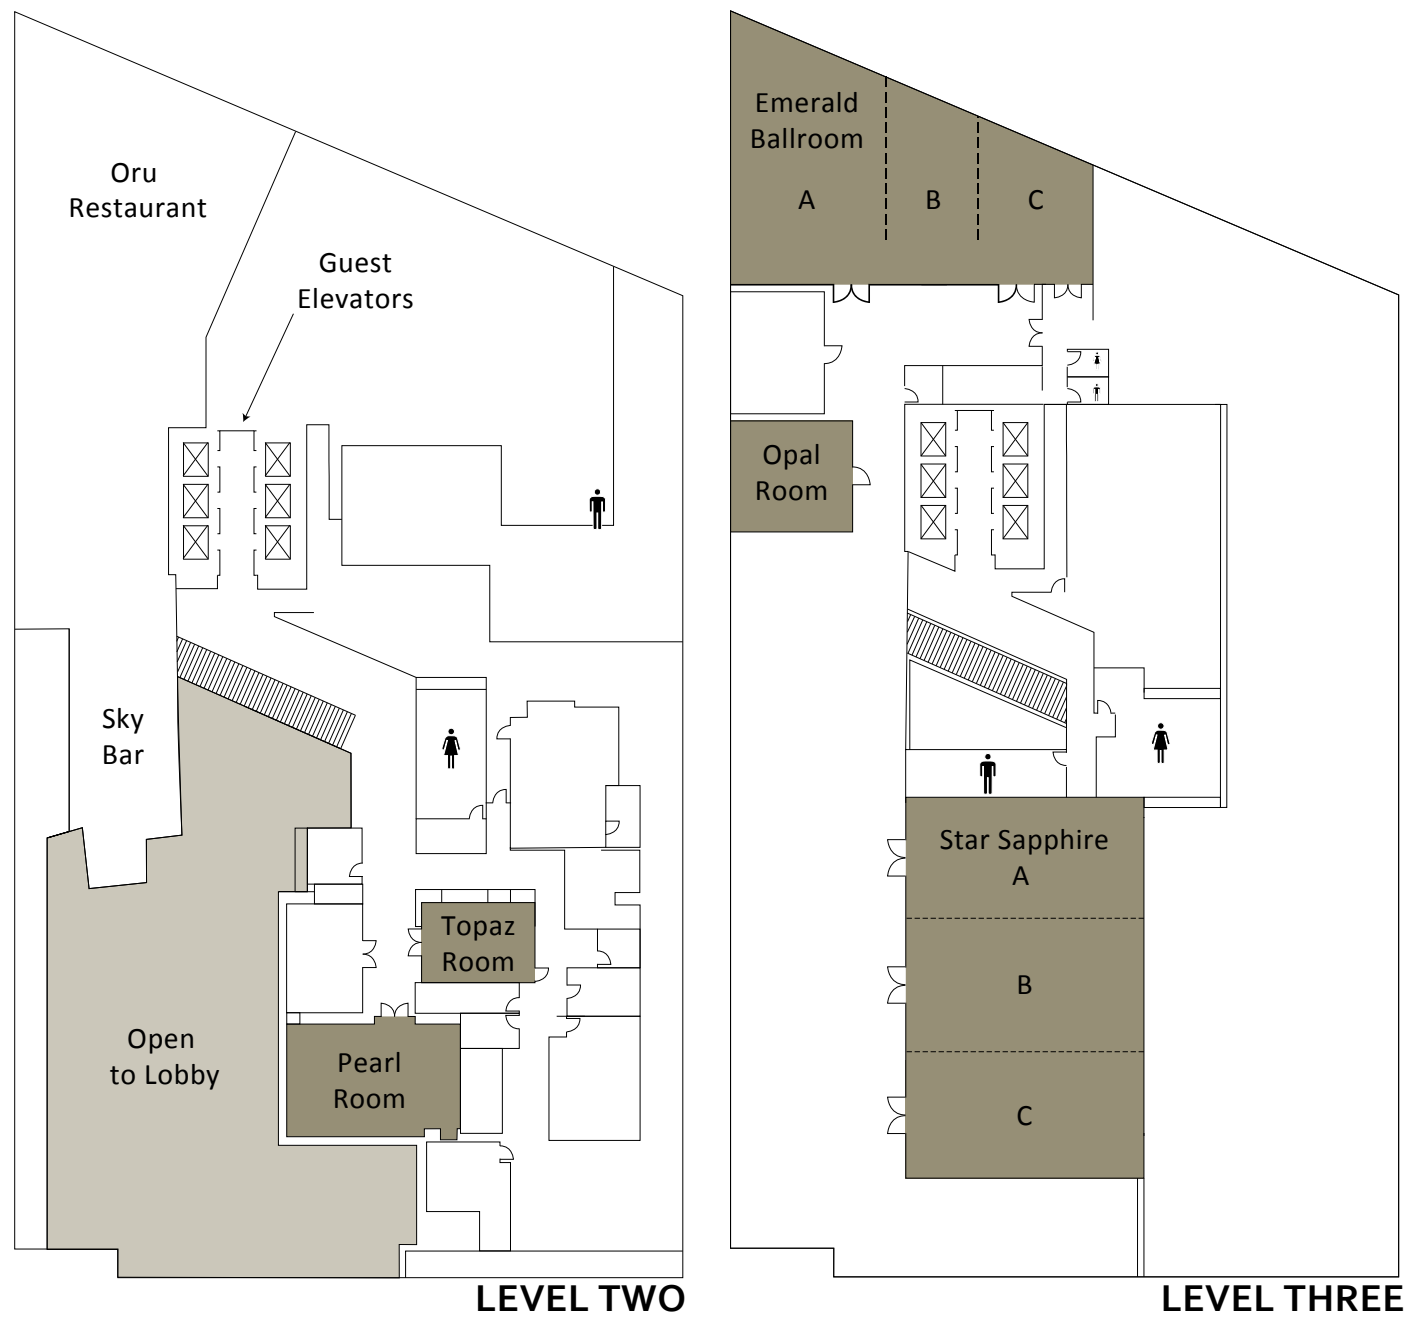 Oru
Restaurant
Guest
Elevators
Sky
Bar
Topaz
Room
Open
to Lobby
Pearl
Room
LEVEL TWO
Emerald
Ballroom
A
B
C
Opal
Room
Star Sapphire
A
B
C
LEVEL THREE